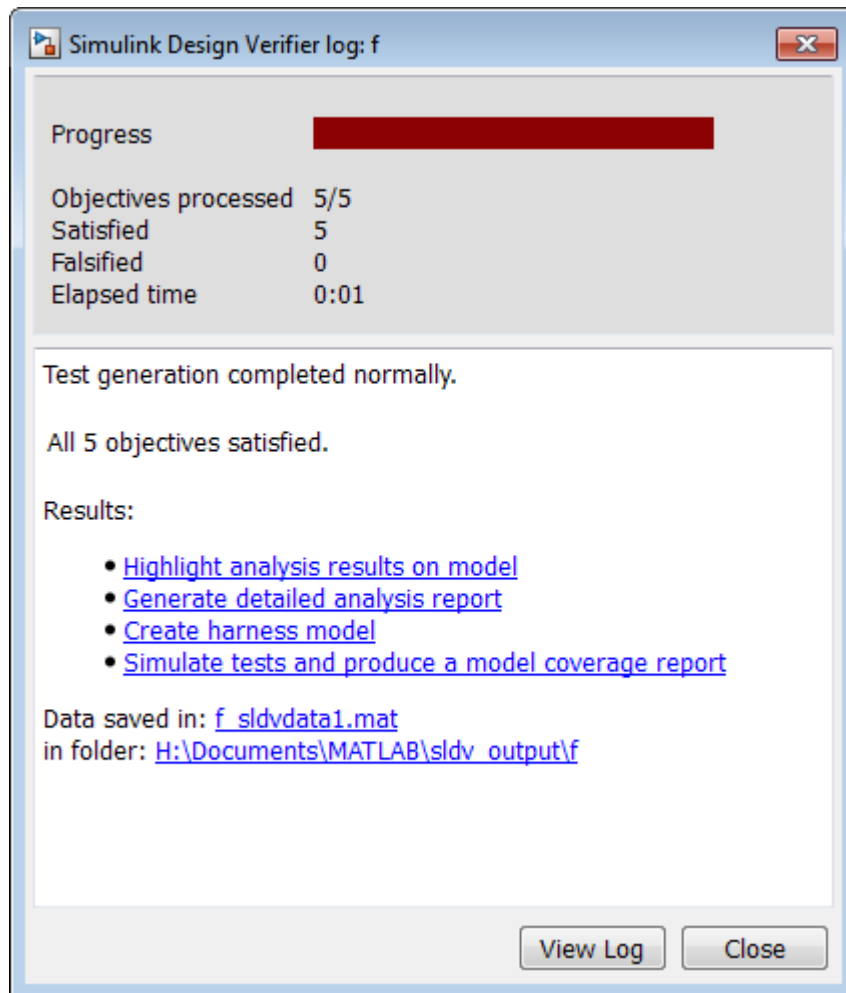 Simulink Design Verifier log: f
Progress
Objectives processed 5/5
Satisfied 5
Falsified 0
Elapsed time 0:01
Test generation completed normally.
All 5 objectives satisfied.
Results:
• Highlight analysis results on model
• Generate detailed analysis report
• Create harness model
• Simulate tests and produce a model coverage report
Data saved in: f_sldvdata1.mat
in folder: H:\Documents\MATLAB\sldv_output\f
View Log Close